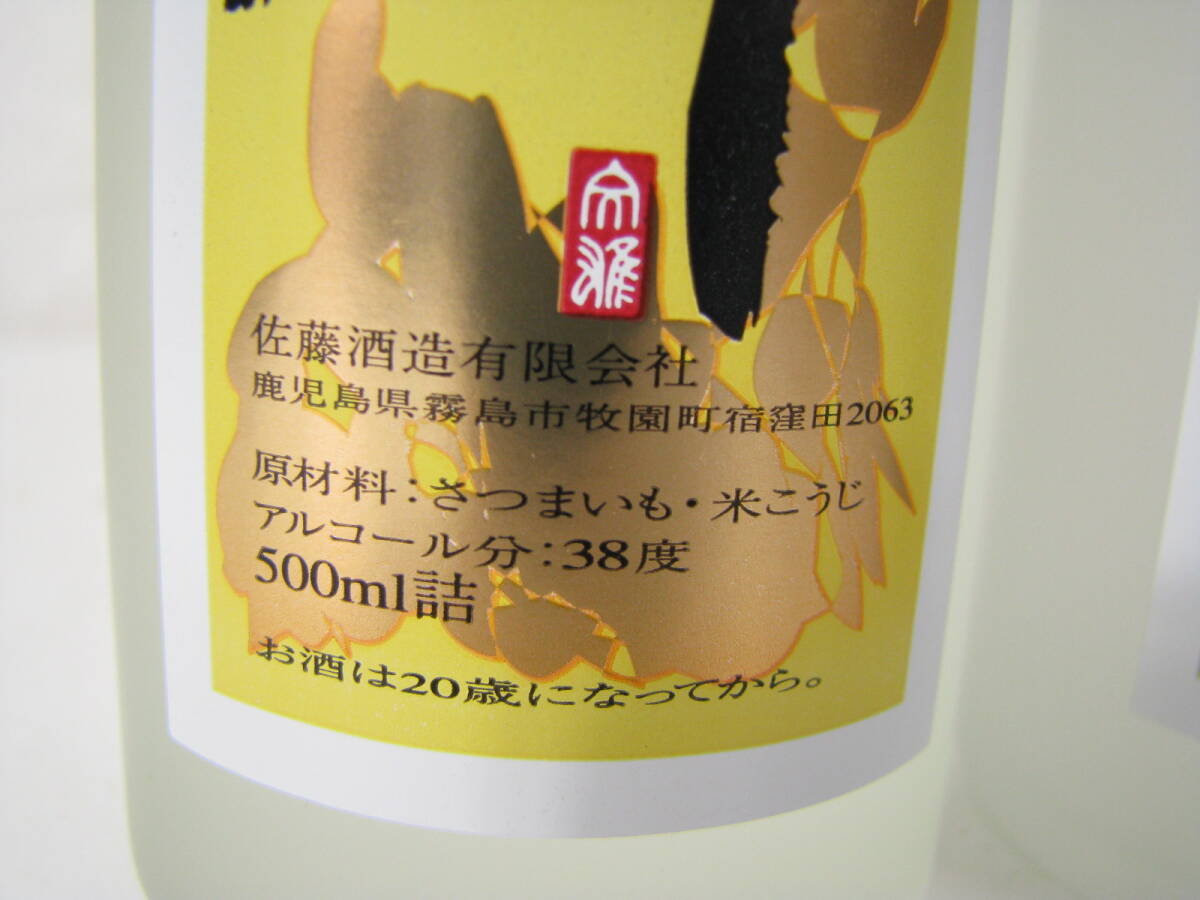 佐藤酒造有限会社
鹿児島県霧島市牧園町宿窪田2063
原材料：さつまいも・米こうじ
アルコール分：38度
500ml詰
お酒は20歳になってから。